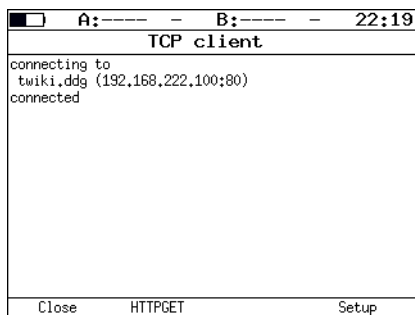 A:---- - B:---- - 22:19
TCP client
connecting to
twiki.ddg (192.168.222.100:80)
connected
Close HTTPGET Setup